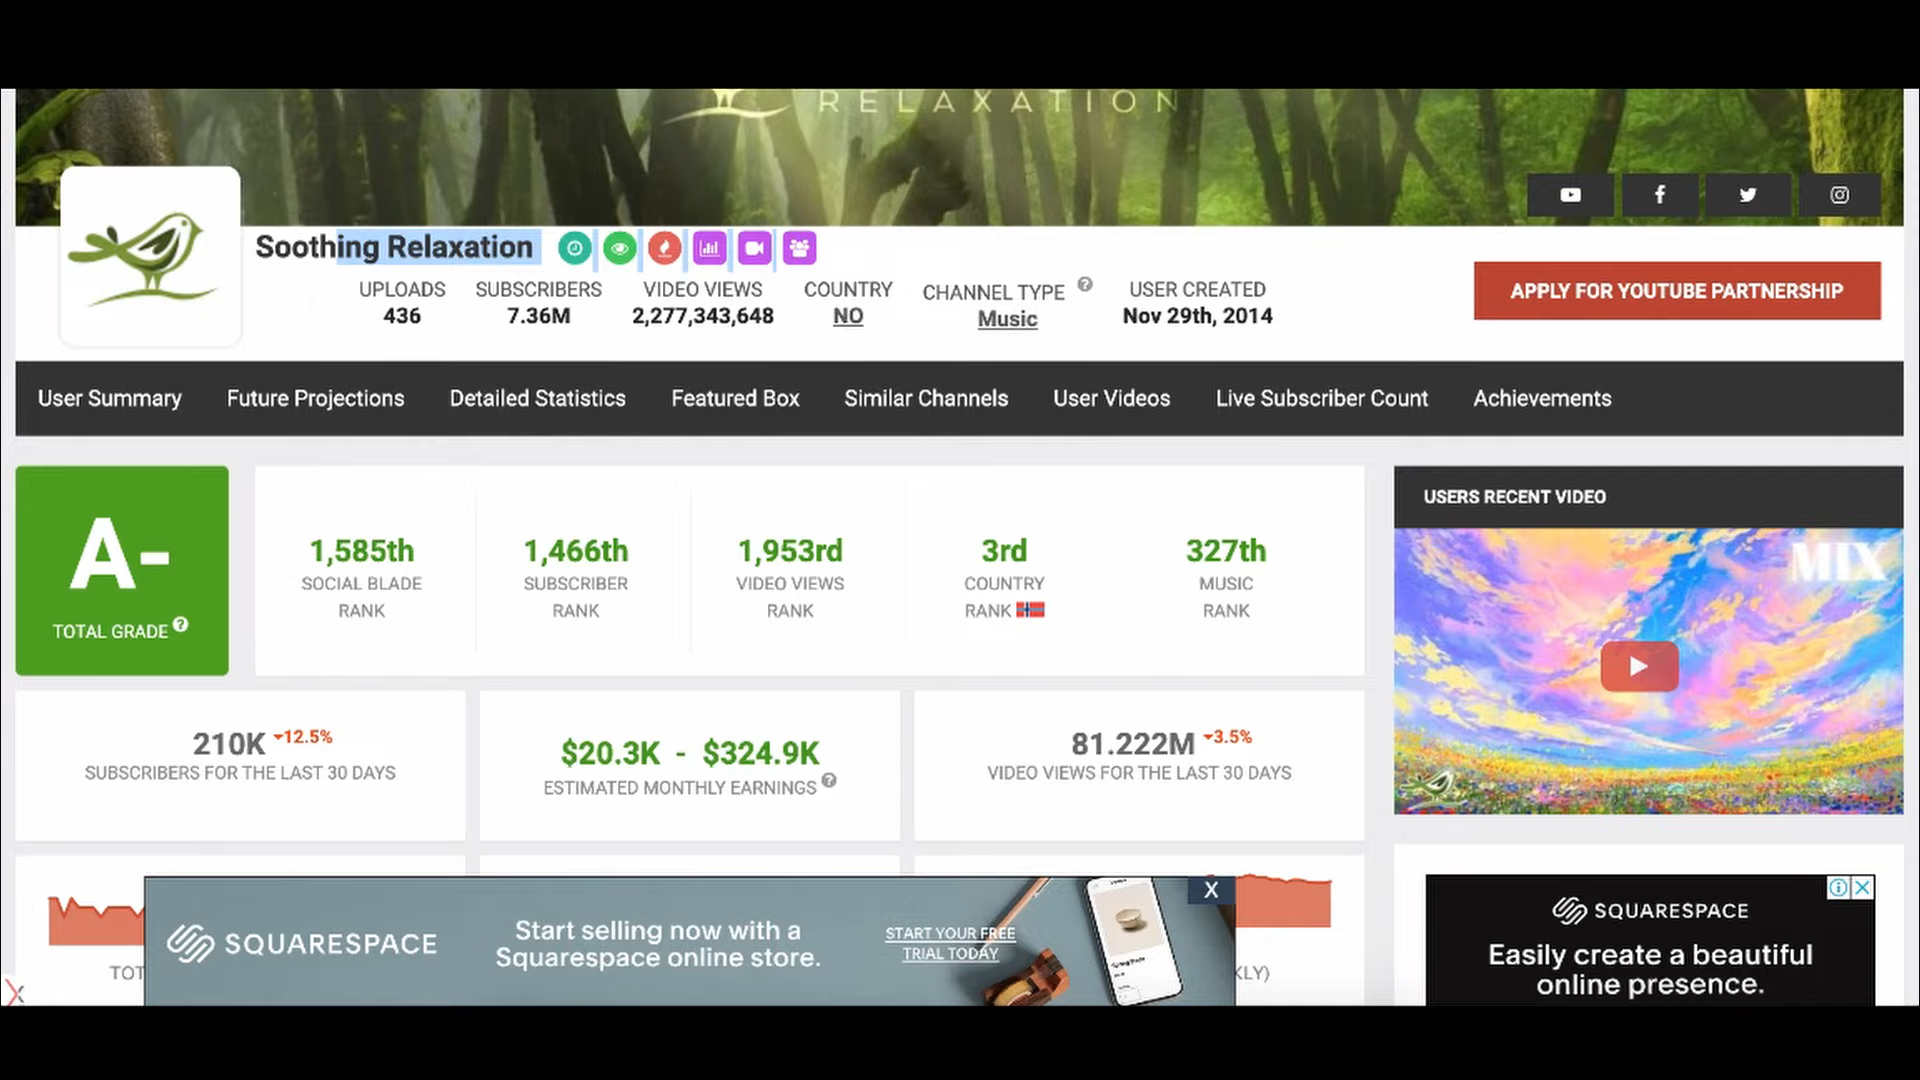 RELAXATION
Soothing Relaxation
UPLOADS
436
SUBSCRIBERS
7.36M
VIDEO VIEWS
2,277,343,648
COUNTRY
NO
CHANNEL TYPE
Music
USER CREATED
Nov 29th, 2014
APPLY FOR YOUTUBE PARTNERSHIP
User Summary
Future Projections
Detailed Statistics
Featured Box
Similar Channels
User Videos
Live Subscriber Count
Achievements
A-
TOTAL GRADE
1,585th
SOCIAL BLADE
RANK
1,466th
SUBSCRIBER
RANK
1,953rd
VIDEO VIEWS
RANK
3rd
COUNTRY
RANK
327th
MUSIC
RANK
USERS RECENT VIDEO
MIX
210K 12.5%
SUBSCRIBERS FOR THE LAST 30 DAYS
$20.3K - $324.9K
ESTIMATED MONTHLY EARNINGS
81.222M 3.5%
VIDEO VIEWS FOR THE LAST 30 DAYS
X
SQUARESPACE
Start selling now with a
Squarespace online store.
START YOUR FREE
TRIAL TODAY
TOT
KLY)
SQUARESPACE
Easily create a beautiful
online presence.